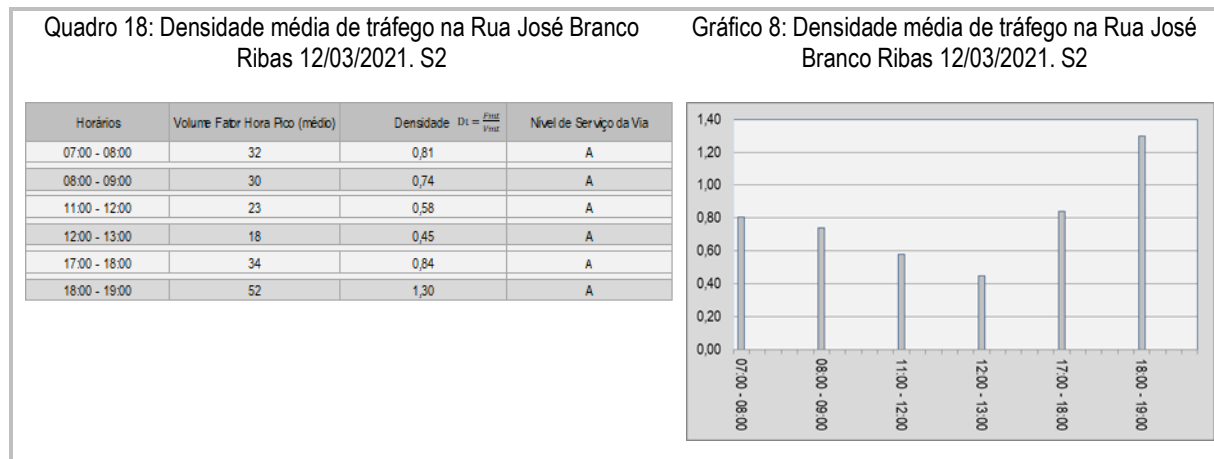 Quadro 18: Densidade média de tráfego na Rua José Branco
Ribas 12/03/2021. S2
Horários Volume Fator Hora Pico (médio) Densidade Dt = Fmt/Vmt Nível de Serviço da Via
07:00 - 08:00 32 0,81 A
08:00 - 09:00 30 0,74 A
11:00 - 12:00 23 0,58 A
12:00 - 13:00 18 0,45 A
17:00 - 18:00 34 0,84 A
18:00 - 19:00 52 1,30 A
Gráfico 8: Densidade média de tráfego na Rua José
Branco Ribas 12/03/2021. S2
1,40
1,20
1,00
0,80
0,60
0,40
0,20
0,00
07:00 - 08:00
08:00 - 09:00
11:00 - 12:00
12:00 - 13:00
17:00 - 18:00
18:00 - 19:00